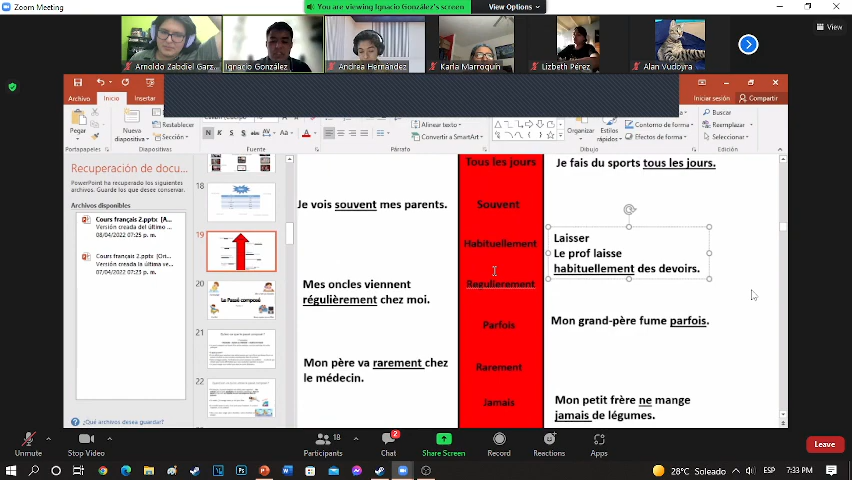 Zoom Meeting
You are viewing Ignacio González's screen
View Options
View
Arnoldo Zabdiel Garz...
Ignacio González
Andrea Hernández
Karla Marroquín
Lizbeth Pérez
Alan Vudoyra
Archivo
Inicio
Insertar
Iniciar sesión
Compartir
Pegar
Nueva
diapositiva
Restablecer
Sección
N K S
Alinear texto
Convertir a SmartArt
Organizar
Estilos
rápidos
Contorno de forma
Efectos de forma
Buscar
Reemplazar
Seleccionar
Portapapeles
Diapositivas
Fuente
Párrafo
Dibujo
Edición
Recuperación de docu...
PowerPoint ha recuperado los siguientes
archivos. Guarde los que desee conservar.
Archivos disponibles
Cours français 2.pptx [A...
Versión creada del último ...
08/04/2022 07:25 p. m.
Cours français 2.pptx [Ori...
Versión creada la última ve...
07/04/2022 7:23 p. m.
¿Qué archivos desea guardar?
18
19
20
Le Passé composé
21
22
Tous les jours
Je fais du sports tous les jours.
Je vois souvent mes parents.
Souvent
Habituellement
Laisser
Le prof laisse
habituellement des devoirs.
Mes oncles viennent
régulièrement chez moi.
Regulierement
Parfois
Mon grand-père fume parfois.
Mon père va rarement chez
le médecin.
Rarement
Jamais
Mon petit frère ne mange
jamais de légumes.
Unmute
Stop Video
Participants
18
Chat
2
Share Screen
Record
Reactions
Apps
Leave
28°C Soleado
ESP
7:33 PM